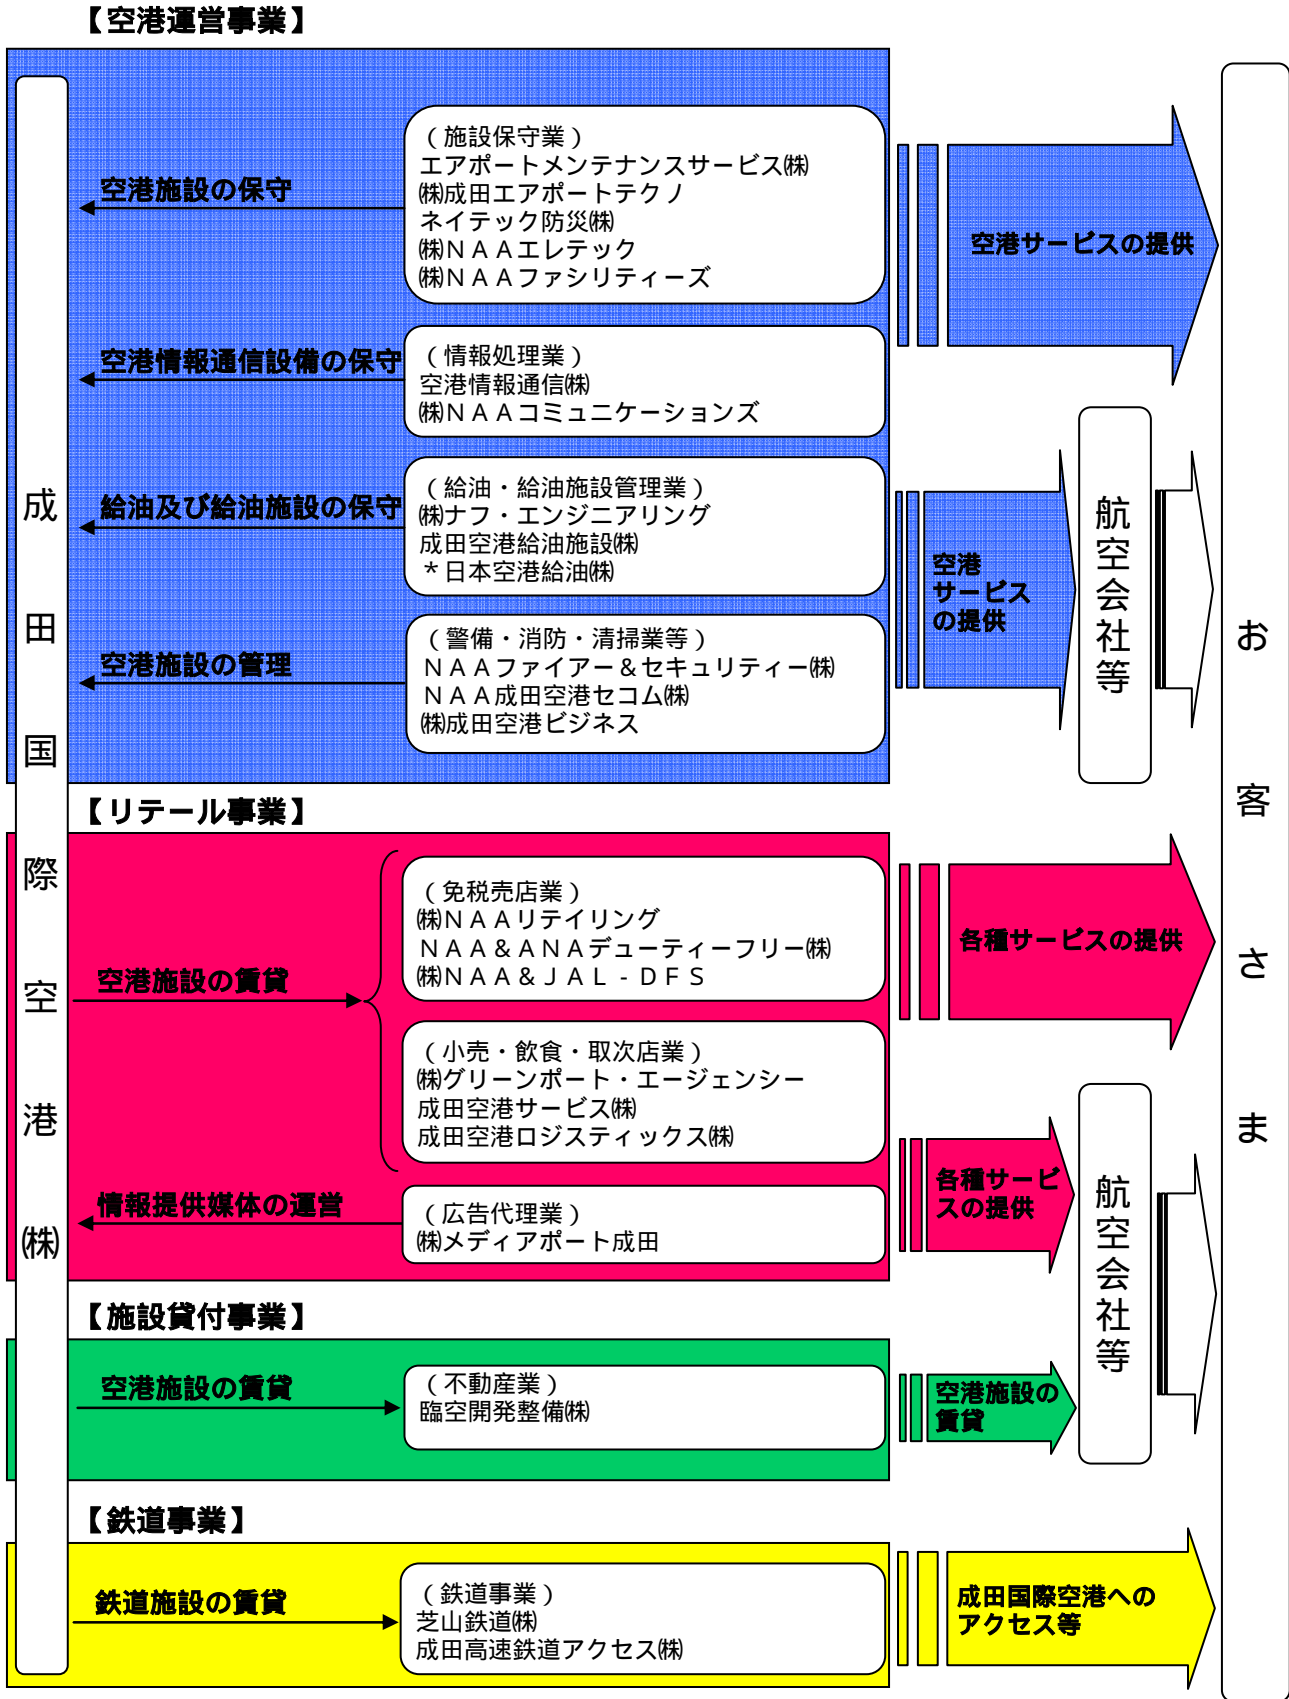 【空港運営事業】
成田国際空港㈱
空港施設の保守
（施設保守業）
エアポートメンテナンスサービス㈱
㈱成田エアポートテクノ
ネイテック防災㈱
㈱ＮＡＡエレテック
㈱ＮＡＡファシリティーズ
空港サービスの提供
空港情報通信設備の保守
（情報処理業）
空港情報通信㈱
㈱ＮＡＡコミュニケーションズ
給油及び給油施設の保守
（給油・給油施設管理業）
㈱ナフ・エンジニアリング
成田空港給油施設㈱
＊日本空港給油㈱
空港
サービス
の提供
航空会社等
お客さま
空港施設の管理
（警備・消防・清掃業等）
ＮＡＡファイアー＆セキュリティー㈱
ＮＡＡ成田空港セコム㈱
㈱成田空港ビジネス
【リテール事業】
空港施設の賃貸
（免税売店業）
㈱ＮＡＡリテイリング
ＮＡＡ＆ＡＮＡデューティーフリー㈱
㈱ＮＡＡ＆ＪＡＬ‐ＤＦＳ
各種サービスの提供
（小売・飲食・取次店業）
㈱グリーンポート・エージェンシー
成田空港サービス㈱
成田空港ロジスティックス㈱
情報提供媒体の運営
（広告代理業）
㈱メディアポート成田
各種サービ
スの提供
航空会社等
【施設貸付事業】
空港施設の賃貸
（不動産業）
臨空開発整備㈱
空港施設の
賃貸
【鉄道事業】
鉄道施設の賃貸
（鉄道事業）
芝山鉄道㈱
成田高速鉄道アクセス㈱
成田国際空港への
アクセス等